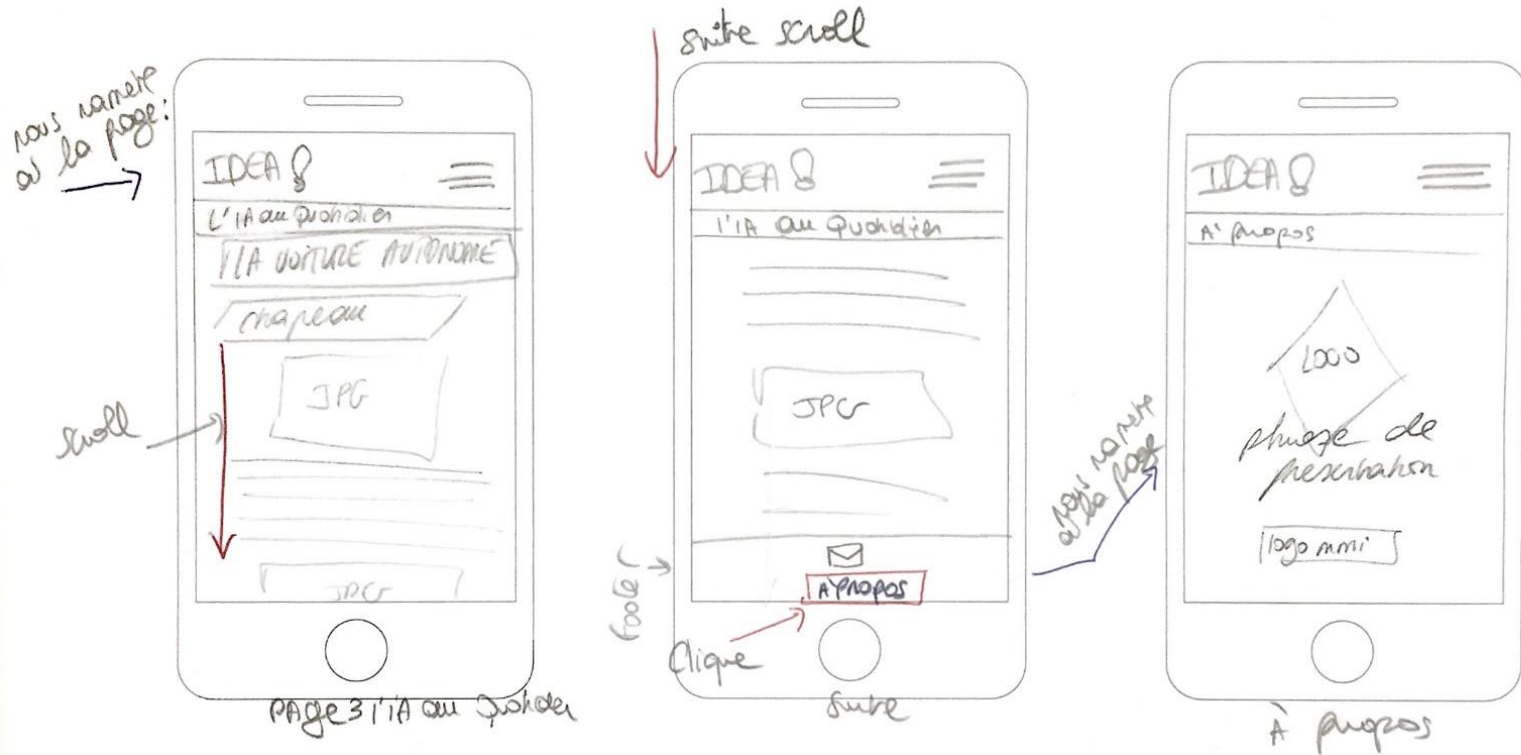 nous ramène
à la page:
IDEA
L'IA au Quotidien
LA VOITURE AUTONOME
chapeau
JPG
scroll
JPG
PAge 3 l'iA au Quotidien
suite scroll
IDEA
l'IA au Quotidien
JPG
footer
A PROPOS
Clique
suite
nous ramène
à la page
IDEA
A propos
LOGO
phrase de
présentation
logo mmi
À propos